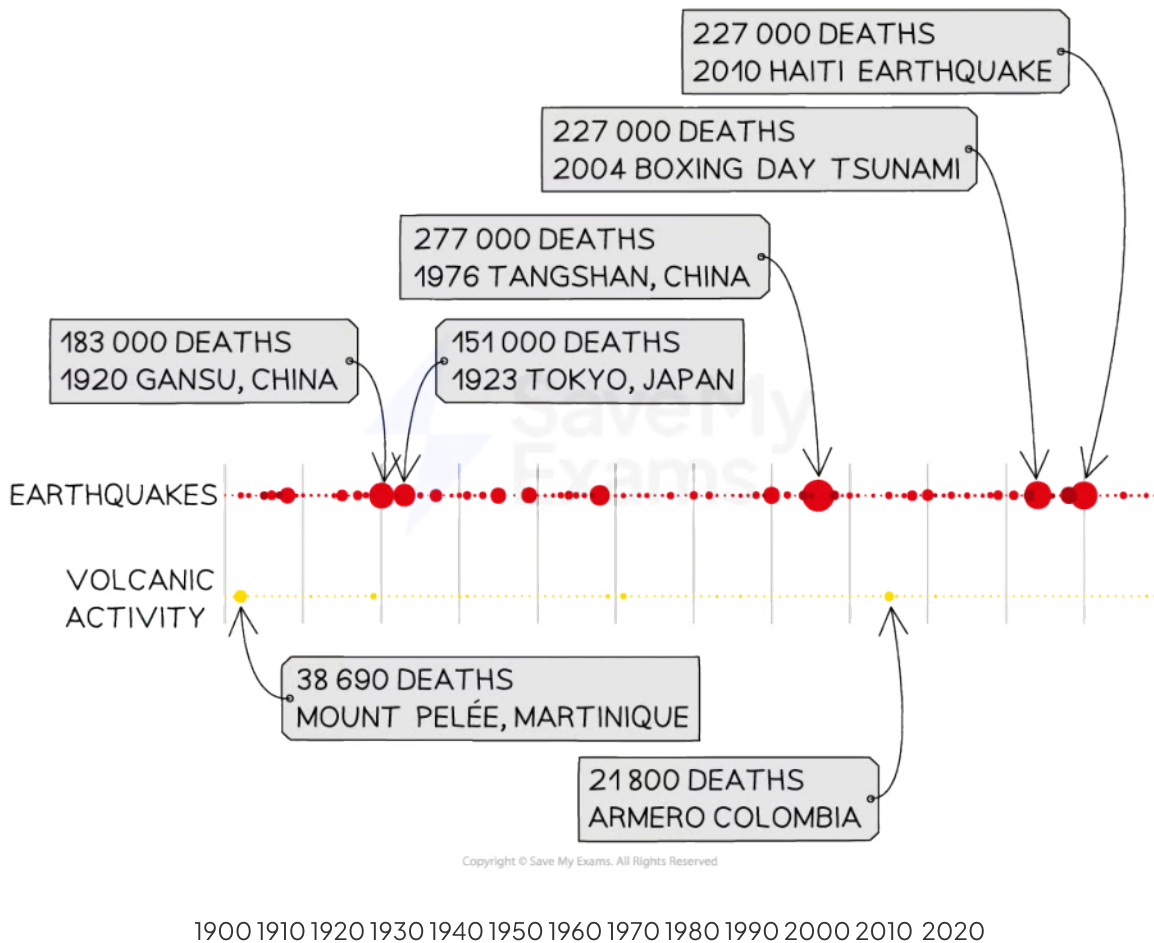 227 000 DEATHS
2010 HAITI EARTHQUAKE
227 000 DEATHS
2004 BOXING DAY TSUNAMI
277 000 DEATHS
1976 TANGSHAN, CHINA
183 000 DEATHS
1920 GANSU, CHINA
151 000 DEATHS
1923 TOKYO, JAPAN
Save My
Exams
EARTHQUAKES
VOLCANIC
ACTIVITY
38 690 DEATHS
MOUNT PELÉE, MARTINIQUE
21 800 DEATHS
ARMERO COLOMBIA
Copyright © Save My Exams. All Rights Reserved
1900 1910 1920 1930 1940 1950 1960 1970 1980 1990 2000 2010 2020